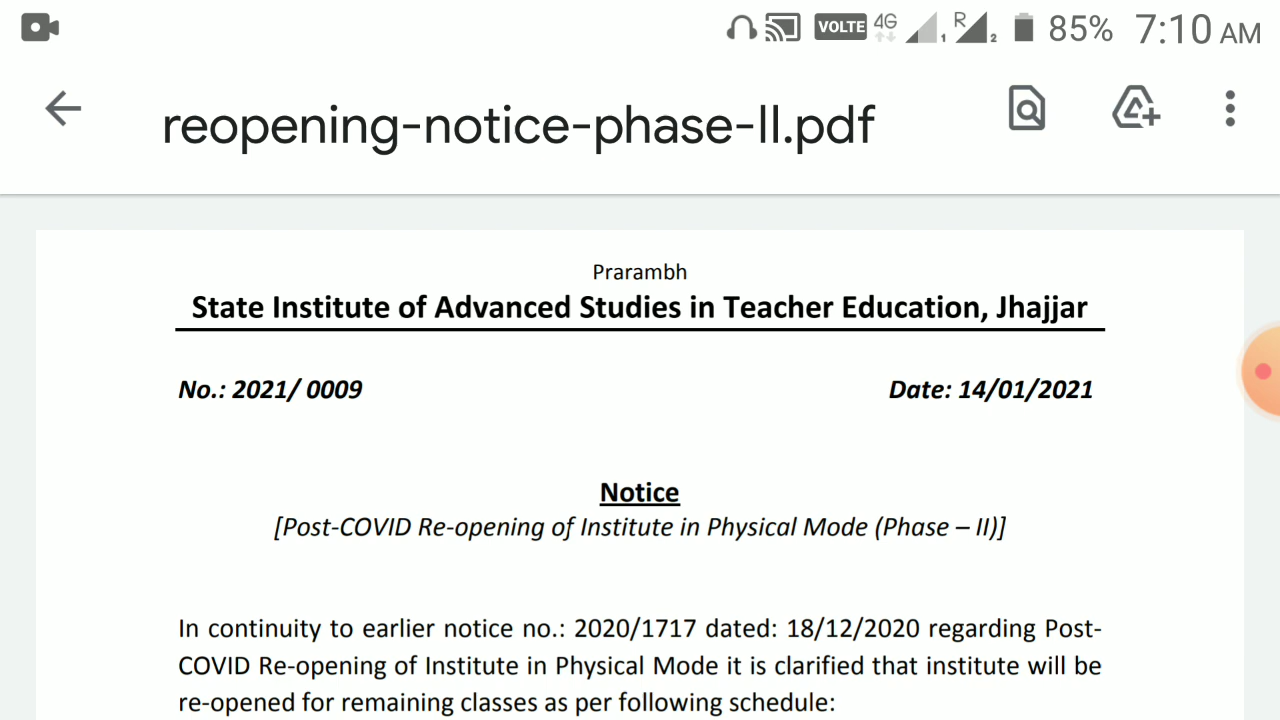 VOLTE 4G 1 R 2 85% 7:10 AM
reopening-notice-phase-II.pdf
Prarambh
State Institute of Advanced Studies in Teacher Education, Jhajjar
No.: 2021/ 0009 Date: 14/01/2021
Notice
[Post-COVID Re-opening of Institute in Physical Mode (Phase – II)]
In continuity to earlier notice no.: 2020/1717 dated: 18/12/2020 regarding Post-
COVID Re-opening of Institute in Physical Mode it is clarified that institute will be
re-opened for remaining classes as per following schedule: